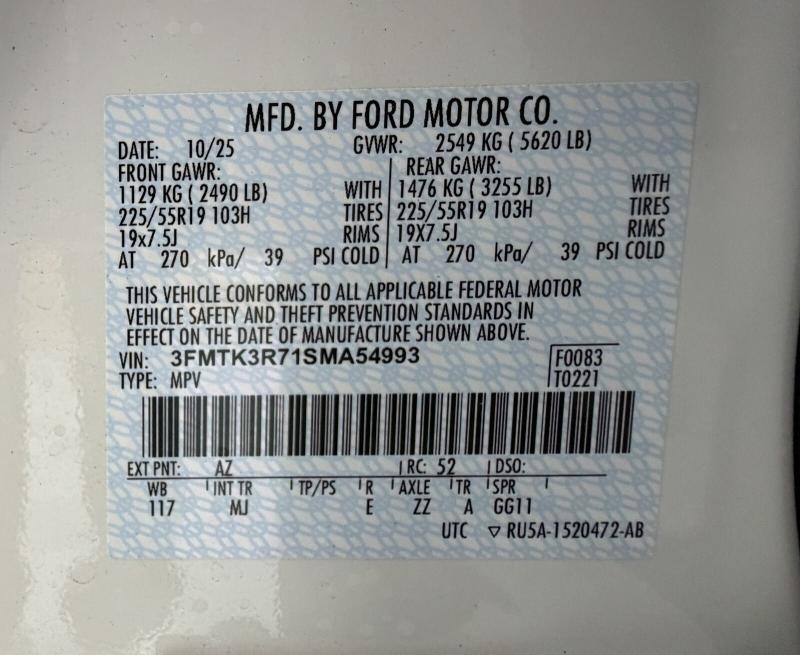 MFD. BY FORD MOTOR CO.
DATE: 10/25 GVWR: 2549 KG ( 5620 LB)
FRONT GAWR: REAR GAWR:
1129 KG ( 2490 LB) WITH 1476 KG ( 3255 LB) WITH
225/55R19 103H TIRES 225/55R19 103H TIRES
19x7.5J RIMS 19X7.5J RIMS
AT 270 kPa/ 39 PSI COLD AT 270 kPa/ 39 PSI COLD
THIS VEHICLE CONFORMS TO ALL APPLICABLE FEDERAL MOTOR
VEHICLE SAFETY AND THEFT PREVENTION STANDARDS IN
EFFECT ON THE DATE OF MANUFACTURE SHOWN ABOVE.
VIN: 3FMTK3R71SMA54993 F0083
TYPE: MPV T0221
EXT PNT: AZ RC: 52 DSO:
WB INT TR TP/PS R AXLE TR SPR
117 MJ E ZZ A GG11
UTC ▽ RU5A-1520472-AB